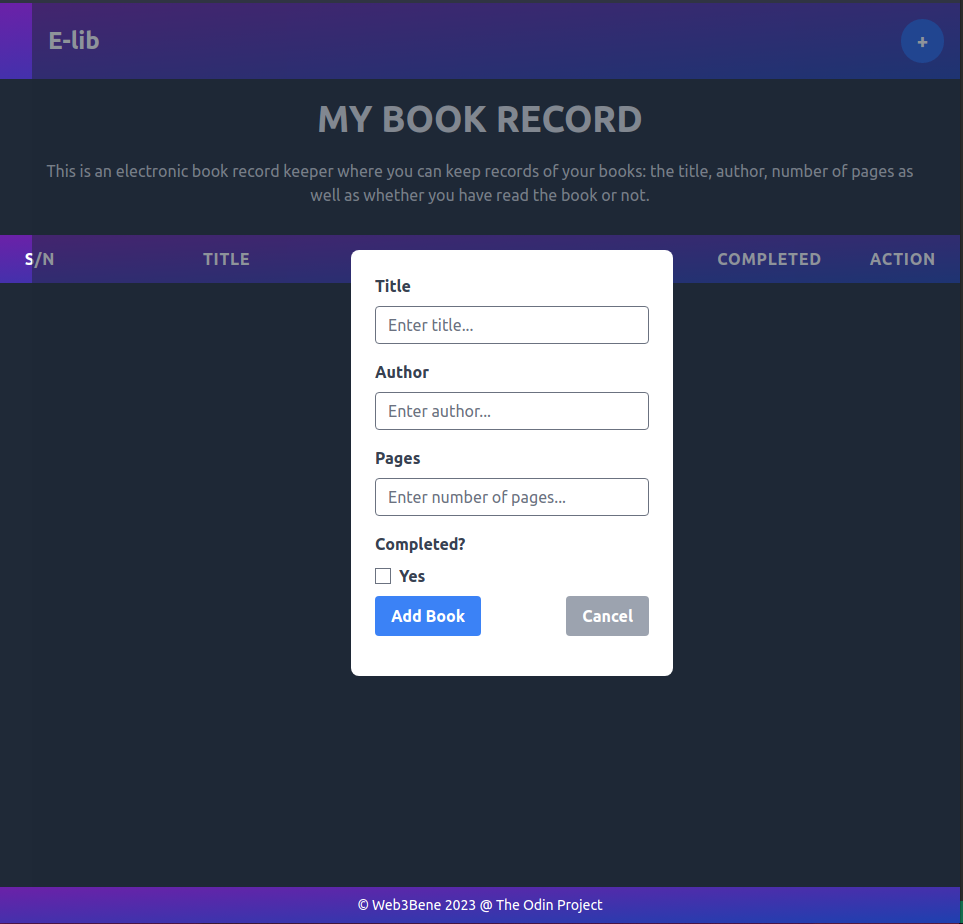 E-lib
+
MY BOOK RECORD
This is an electronic book record keeper where you can keep records of your books: the title, author, number of pages as
well as whether you have read the book or not.
S/N TITLE COMPLETED ACTION
Title
Enter title...
Author
Enter author...
Pages
Enter number of pages...
Completed?
Yes
Add Book Cancel
© Web3Bene 2023 @ The Odin Project